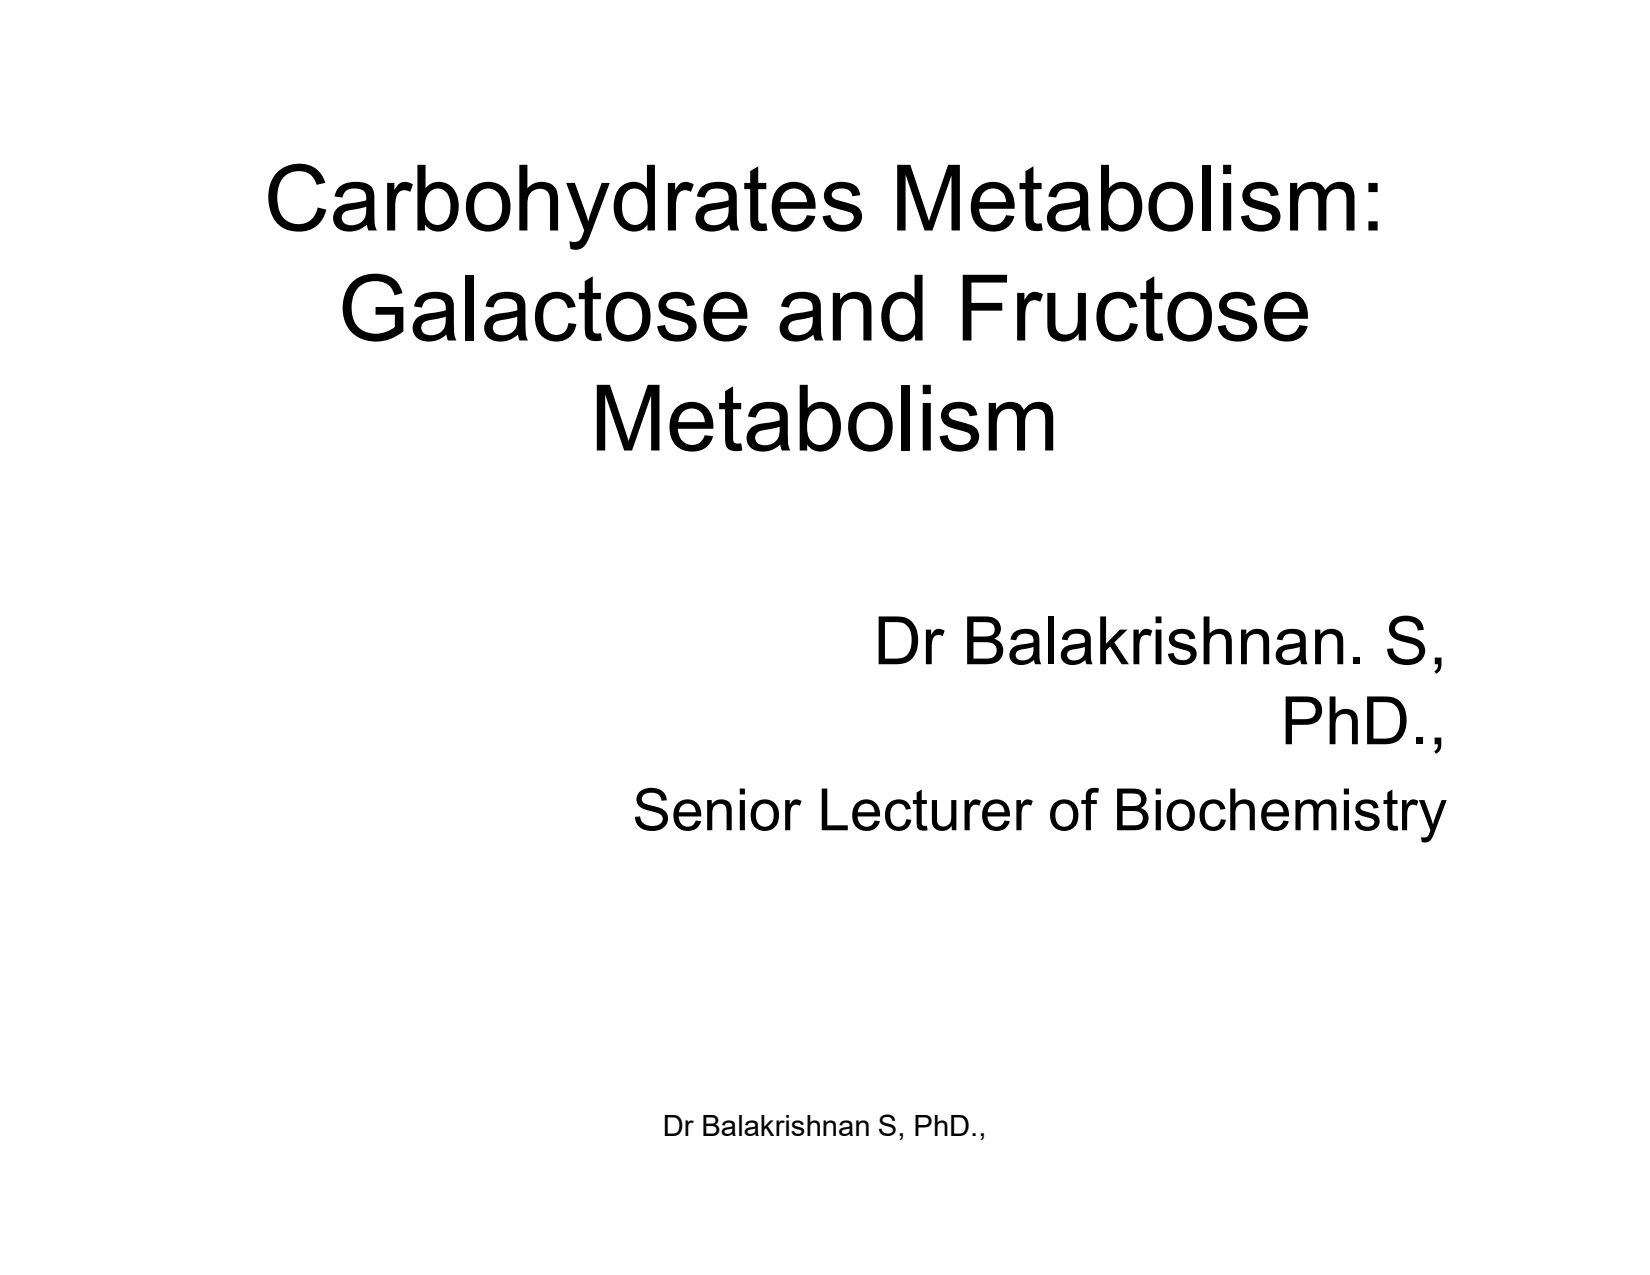 Carbohydrates Metabolism:
Galactose and Fructose
Metabolism
Dr Balakrishnan. S,
PhD.,
Senior Lecturer of Biochemistry
Dr Balakrishnan S, PhD.,